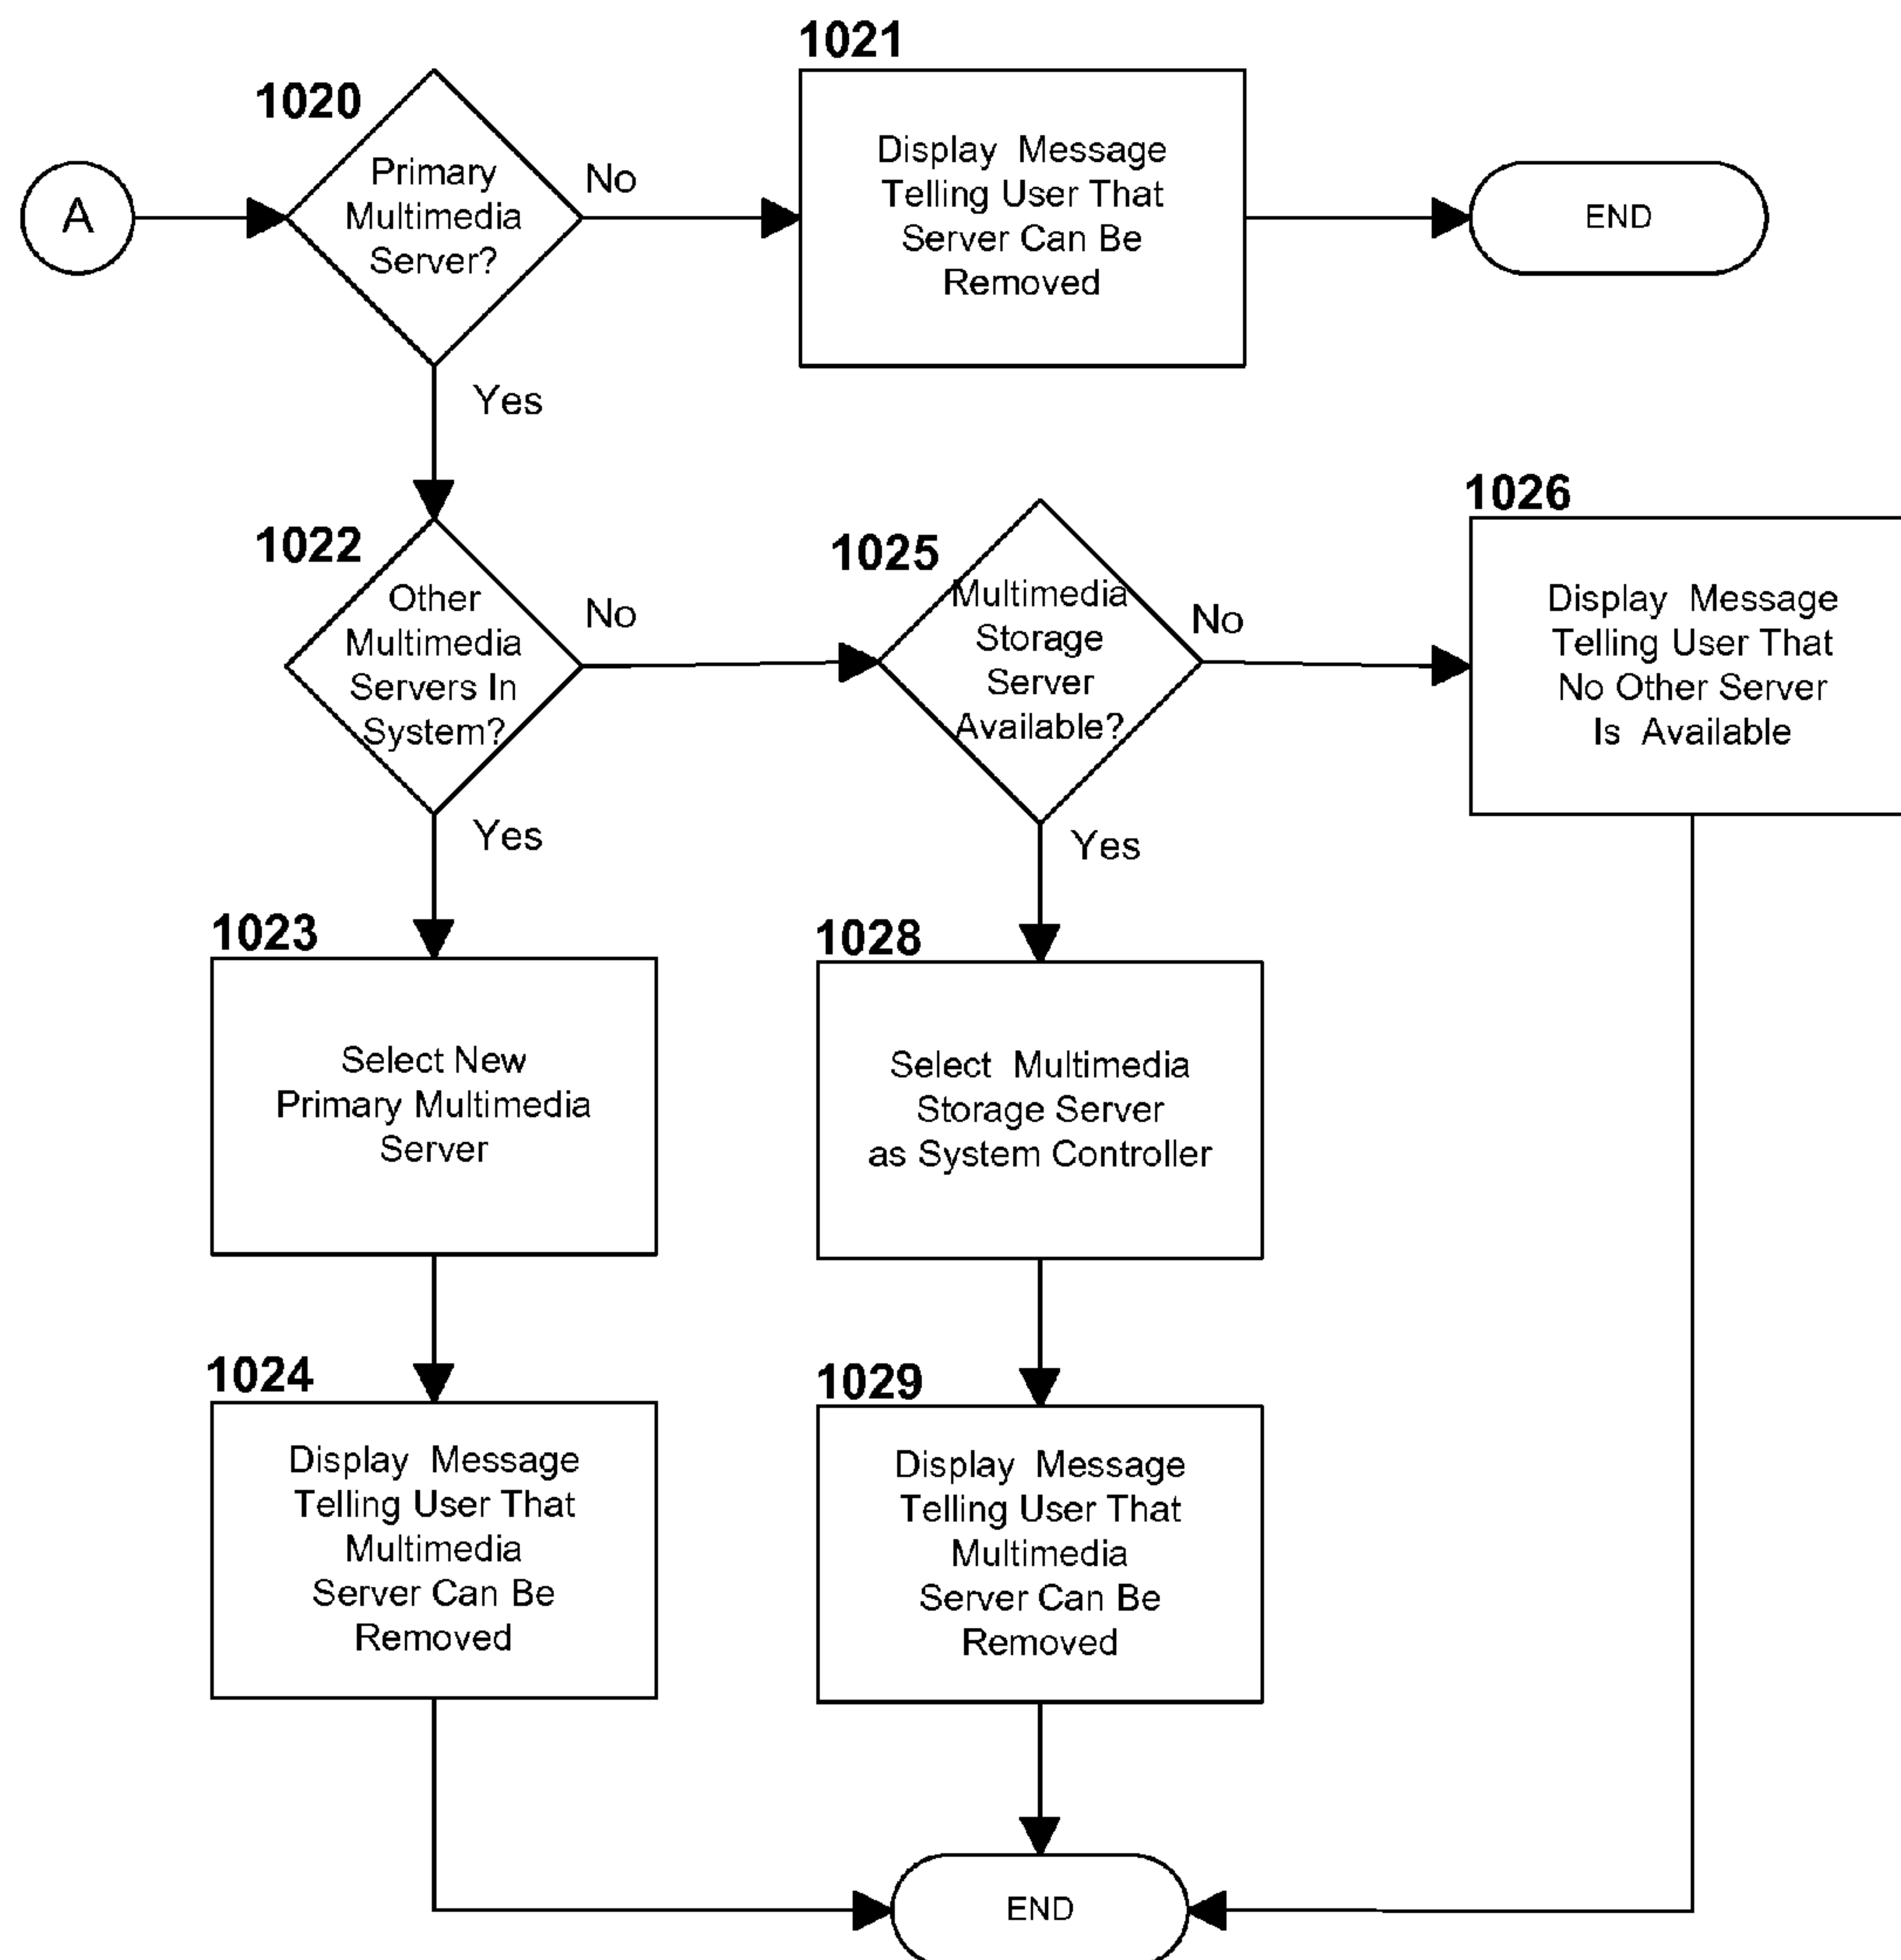 1021
1020
Primary
Multimedia
Server?
No
Display Message
Telling User That
Server Can Be
Removed
A
END
Yes
1026
1022
1025
Other
Multimedia
Servers In
System?
No
Multimedia
Storage
Server
Available?
No
Display Message
Telling User That
No Other Server
Is Available
Yes
Yes
1023
1028
Select New
Primary Multimedia
Server
Select Multimedia
Storage Server
as System Controller
1024
1029
Display Message
Telling User That
Multimedia
Server Can Be
Removed
Display Message
Telling User That
Multimedia
Server Can Be
Removed
END